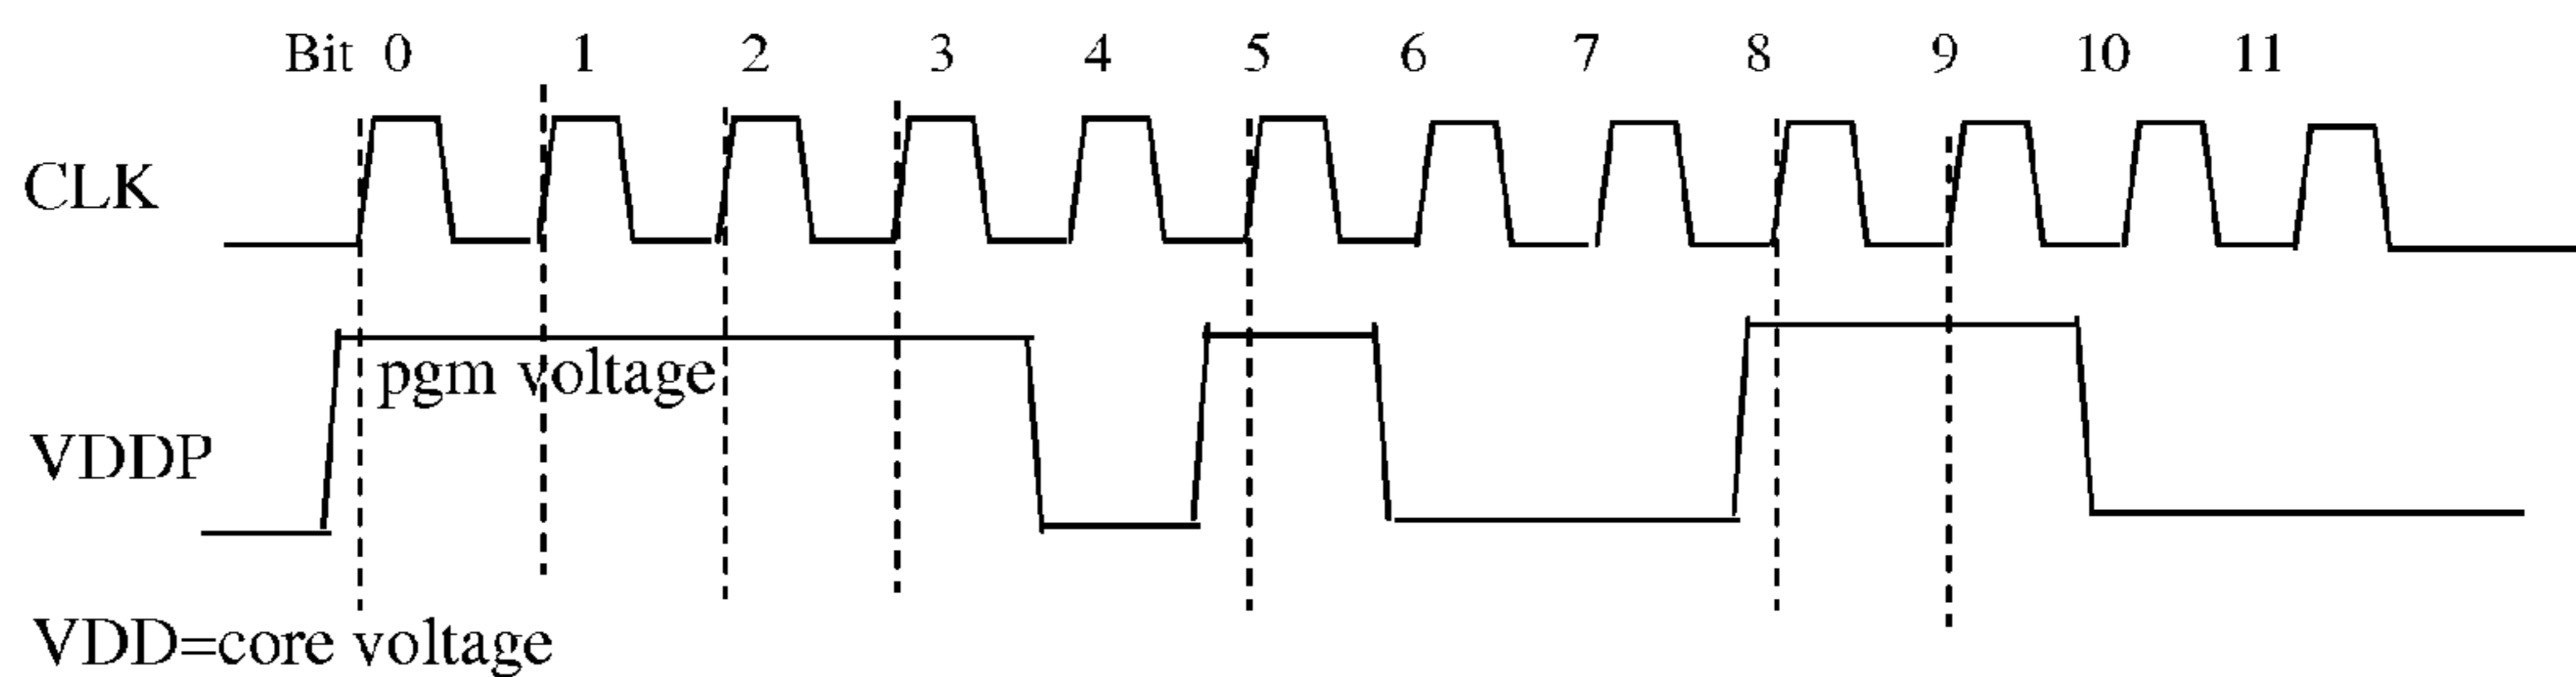 Bit 0 1 2 3 4 5 6 7 8 9 10 11
CLK
pgm voltage
VDDP
VDD=core voltage